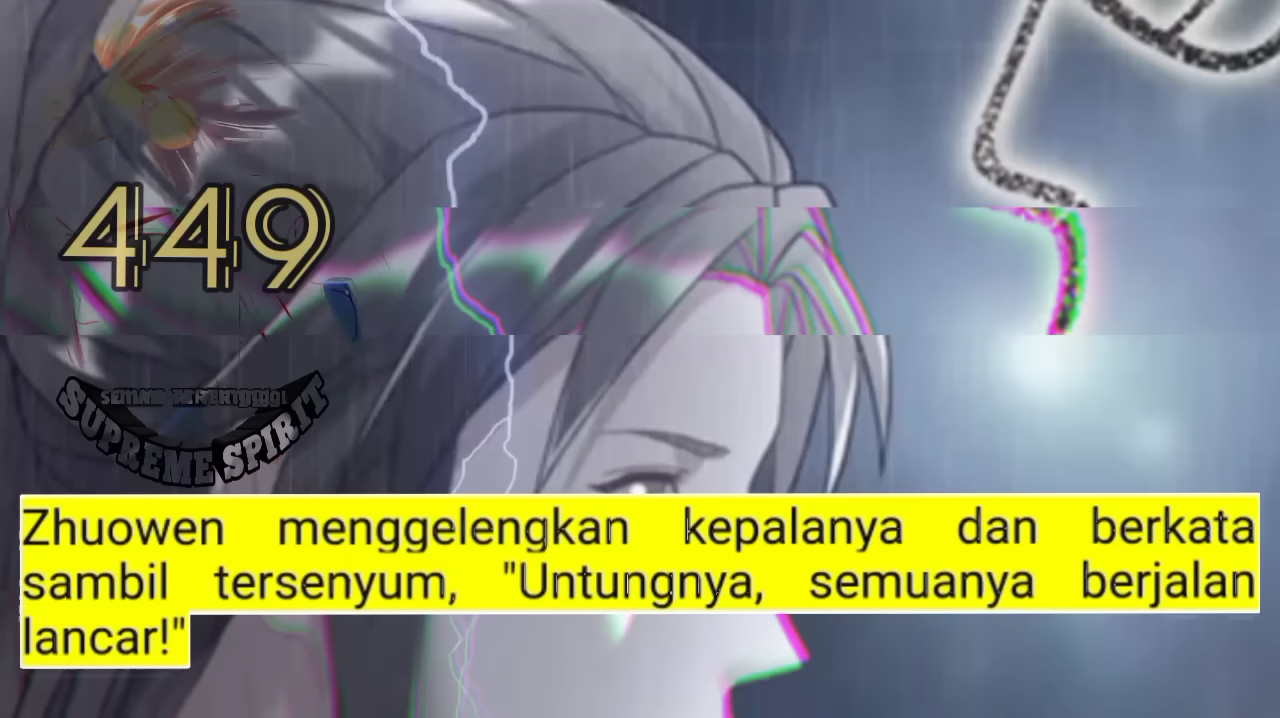 449
SUPREME SPIRIT
Zhuowen menggelengkan kepalanya dan berkata
sambil tersenyum, "Untungnya, semuanya berjalan
lancar!"